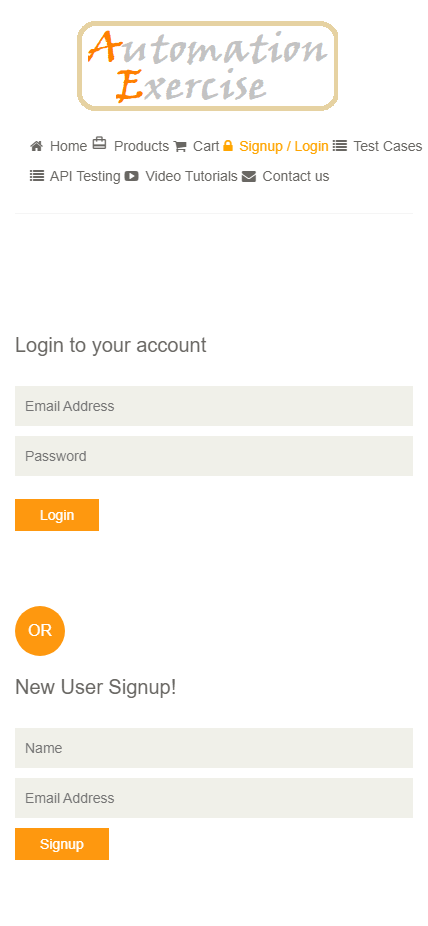 Automation
Exercise
Home Products Cart Signup / Login Test Cases
API Testing Video Tutorials Contact us
Login to your account
Email Address
Password
Login
OR
New User Signup!
Name
Email Address
Signup